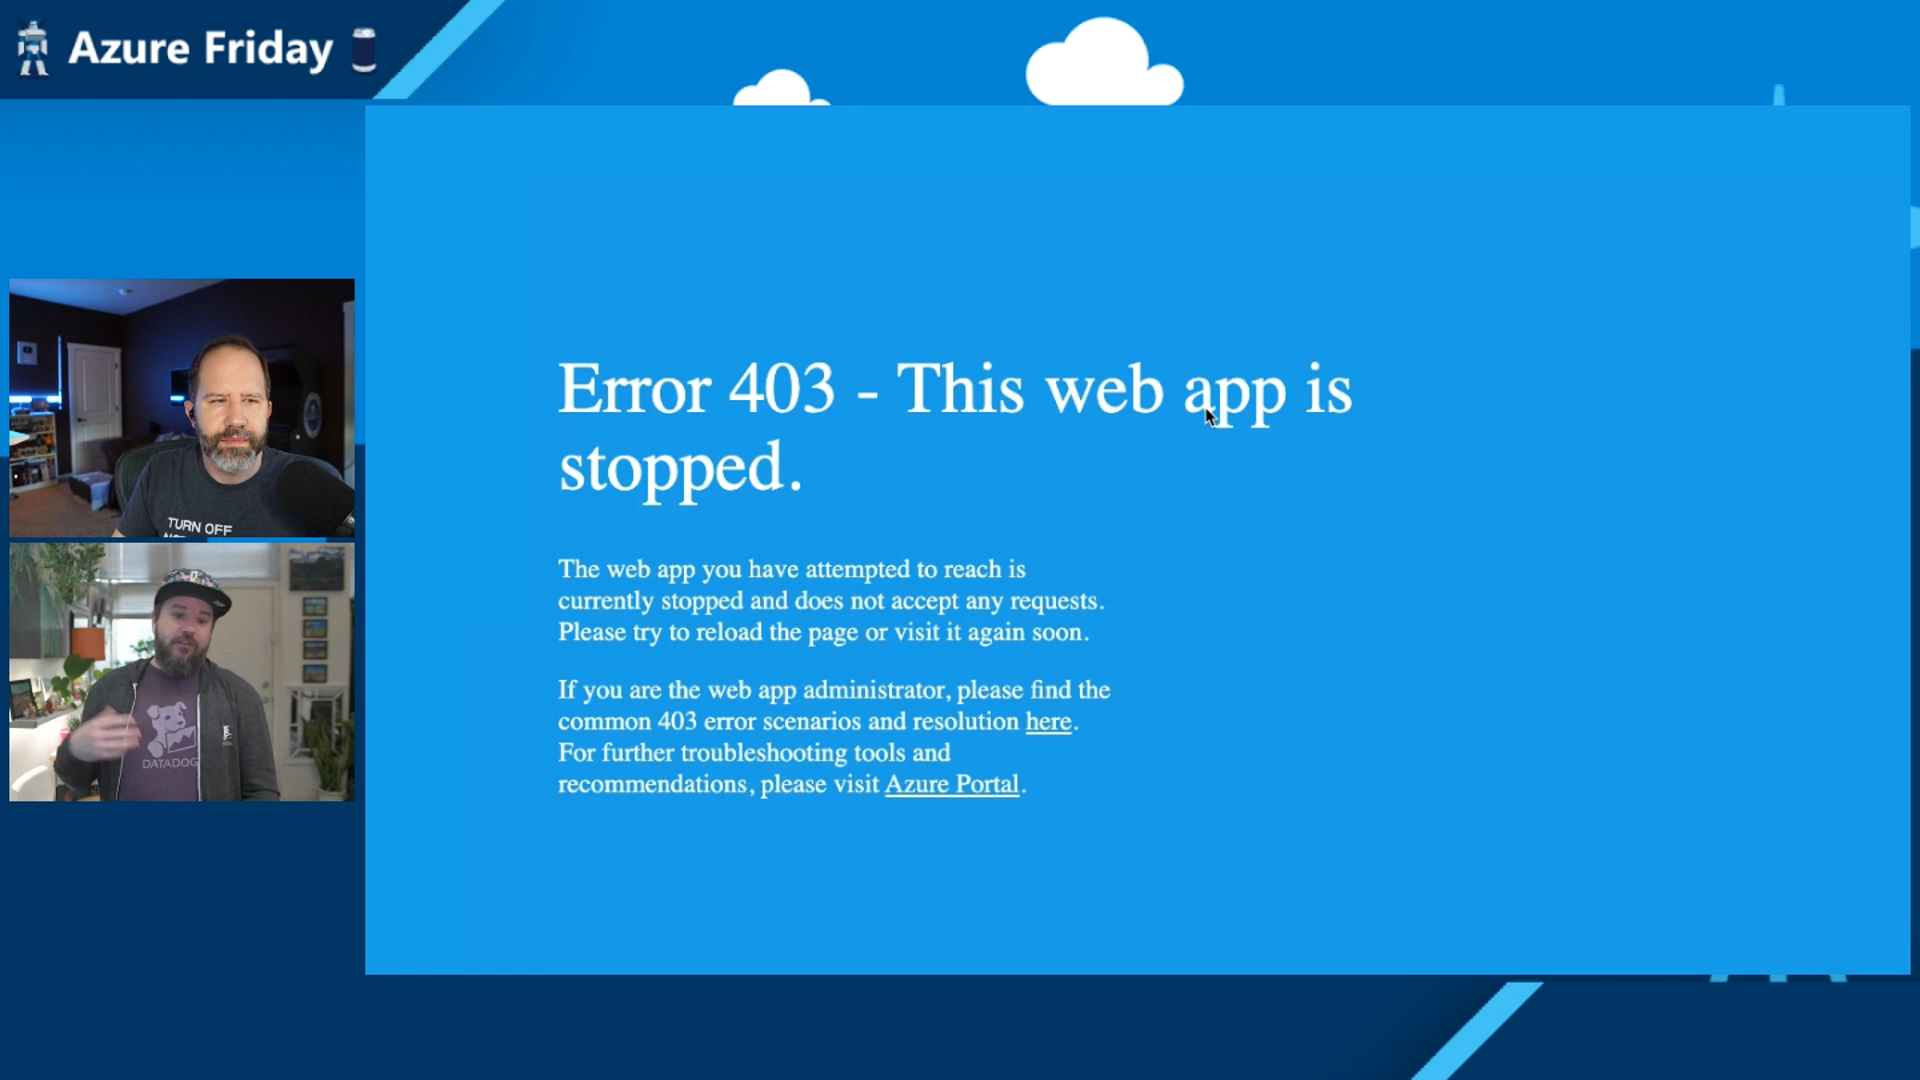 Azure Friday
Error 403 - This web app is
stopped.
The web app you have attempted to reach is
currently stopped and does not accept any requests.
Please try to reload the page or visit it again soon.
If you are the web app administrator, please find the
common 403 error scenarios and resolution here.
For further troubleshooting tools and
recommendations, please visit Azure Portal.
TURN OFF
DATADOG